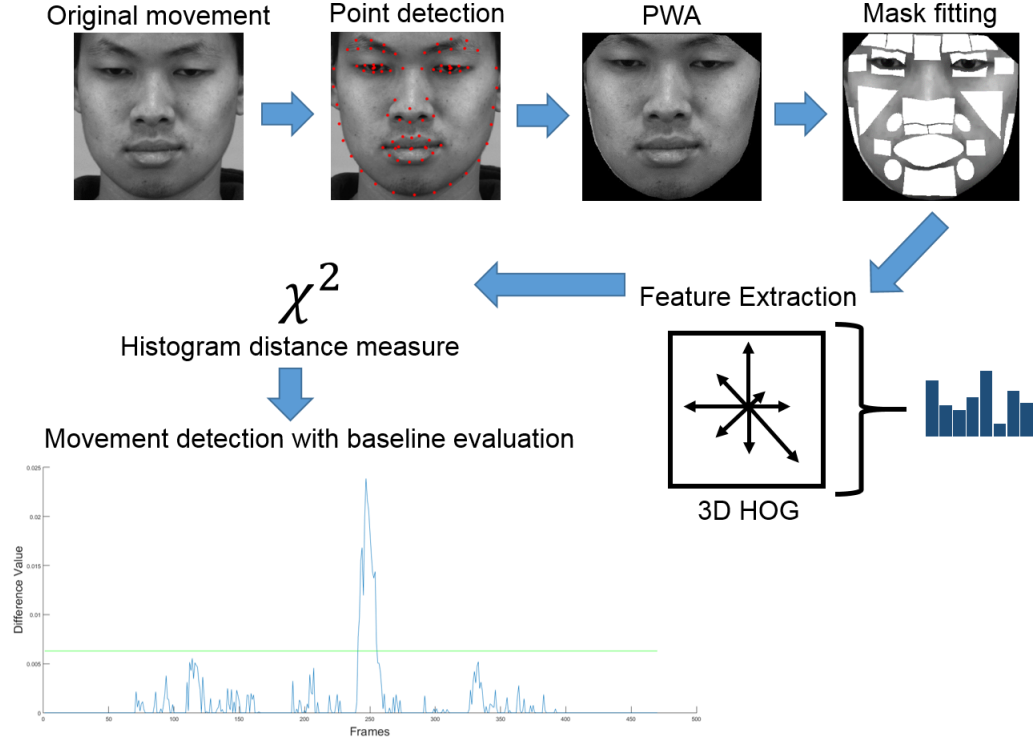 Original movement
Point detection
PWA
Mask fitting
Feature Extraction
χ²
Histogram distance measure
3D HOG
Movement detection with baseline evaluation
Difference Value
0.025
0.02
0.015
0.01
0.005
0
0 50 100 150 200 250 300 350 400 450 500
Frames